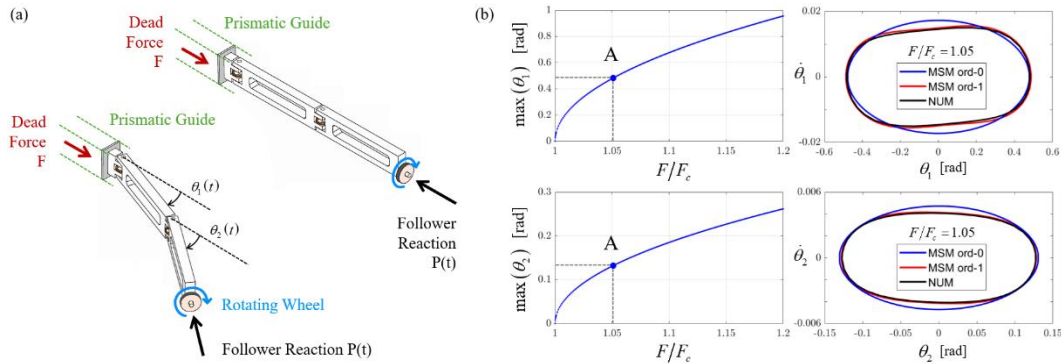 (a)
Dead
Force
F
Prismatic Guide
Prismatic Guide
Dead
Force
F
θ₁(t)
θ₂(t)
Follower
Reaction
P(t)
Rotating Wheel
Follower Reaction P(t)
(b)
max(θ₁) [rad]
1
0.8
0.6
0.4
0.2
0
A
1 1.05 1.1 1.15 1.2
F/F_c
θ̇₁
0.02
0
-0.02
F/F_c = 1.05
MSM ord-0
MSM ord-1
NUM
-0.6 -0.4 -0.2 0 0.2 0.4 0.6
θ₁ [rad]
max(θ₂) [rad]
0.3
0.2
0.1
0
A
1 1.05 1.1 1.15 1.2
F/F_c
θ̇₂
0.006
0
-0.006
F/F_c = 1.05
MSM ord-0
MSM ord-1
NUM
-0.15 -0.1 -0.05 0 0.05 0.1 0.15
θ₂ [rad]